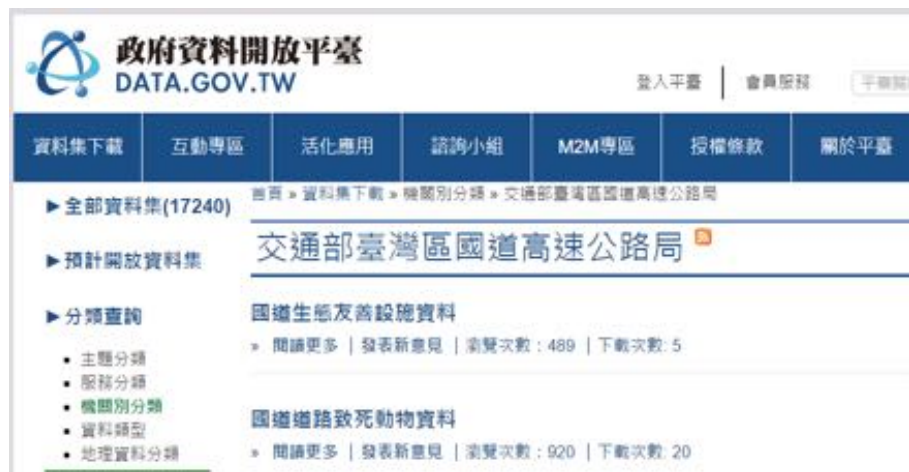 政府資料開放平臺
DATA.GOV.TW
登入平臺 | 會員服務
資料集下載 互動專區 活化應用 諮詢小組 M2M專區 授權條款 關於平臺
首頁 » 資料集下載 » 機關別分類 » 交通部臺灣區國道高速公路局
►全部資料集(17240)
交通部臺灣區國道高速公路局
►預計開放資料集
►分類查詢
• 主題分類
• 服務分類
• 機關別分類
• 資料類型
• 地理資料分類
國道生態友善設施資料
» 閱讀更多 | 發表新意見 | 瀏覽次數 : 489 | 下載次數: 5
國道道路致死動物資料
» 閱讀更多 | 發表新意見 | 瀏覽次數 : 920 | 下載次數: 20